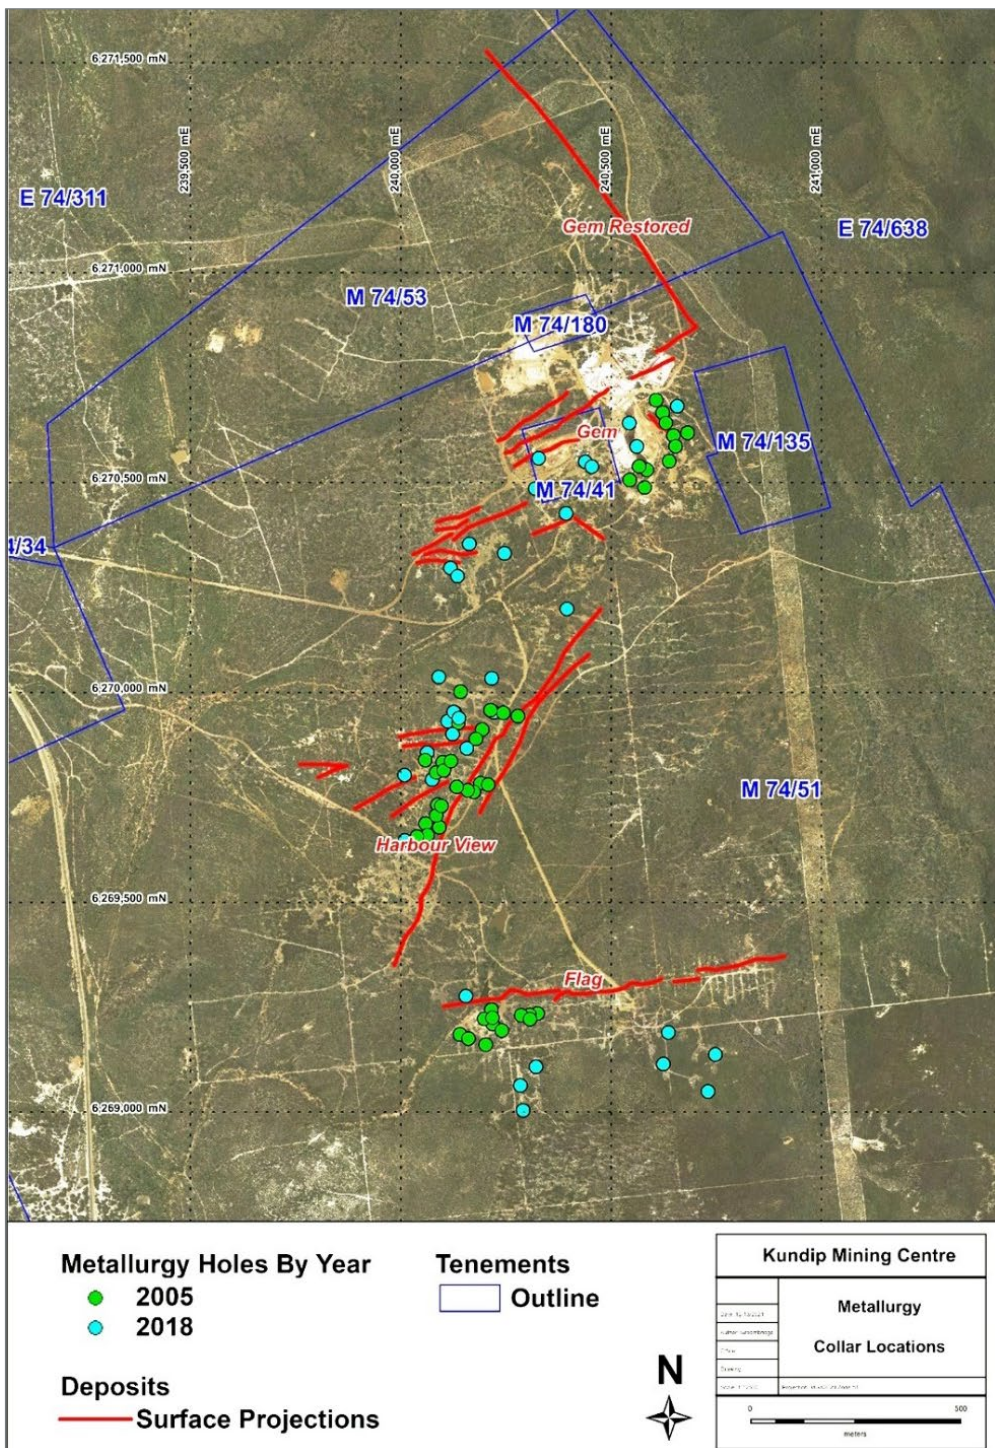 6,271,500 mN
239,500 mE
240,000 mE
240,500 mE
241,000 mE
E 74/311
Gem Restored
E 74/638
6,271,000 mN
M 74/53
M 74/180
Gem
M 74/135
6,270,500 mN
M 74/41
4/34
6,270,000 mN
M 74/51
Harbour View
6,269,500 mN
Flag
6,269,000 mN
Metallurgy Holes By Year
2005
2018
Deposits
Surface Projections
Tenements
Outline
N
Kundip Mining Centre
Metallurgy
Collar Locations
0 500
meters